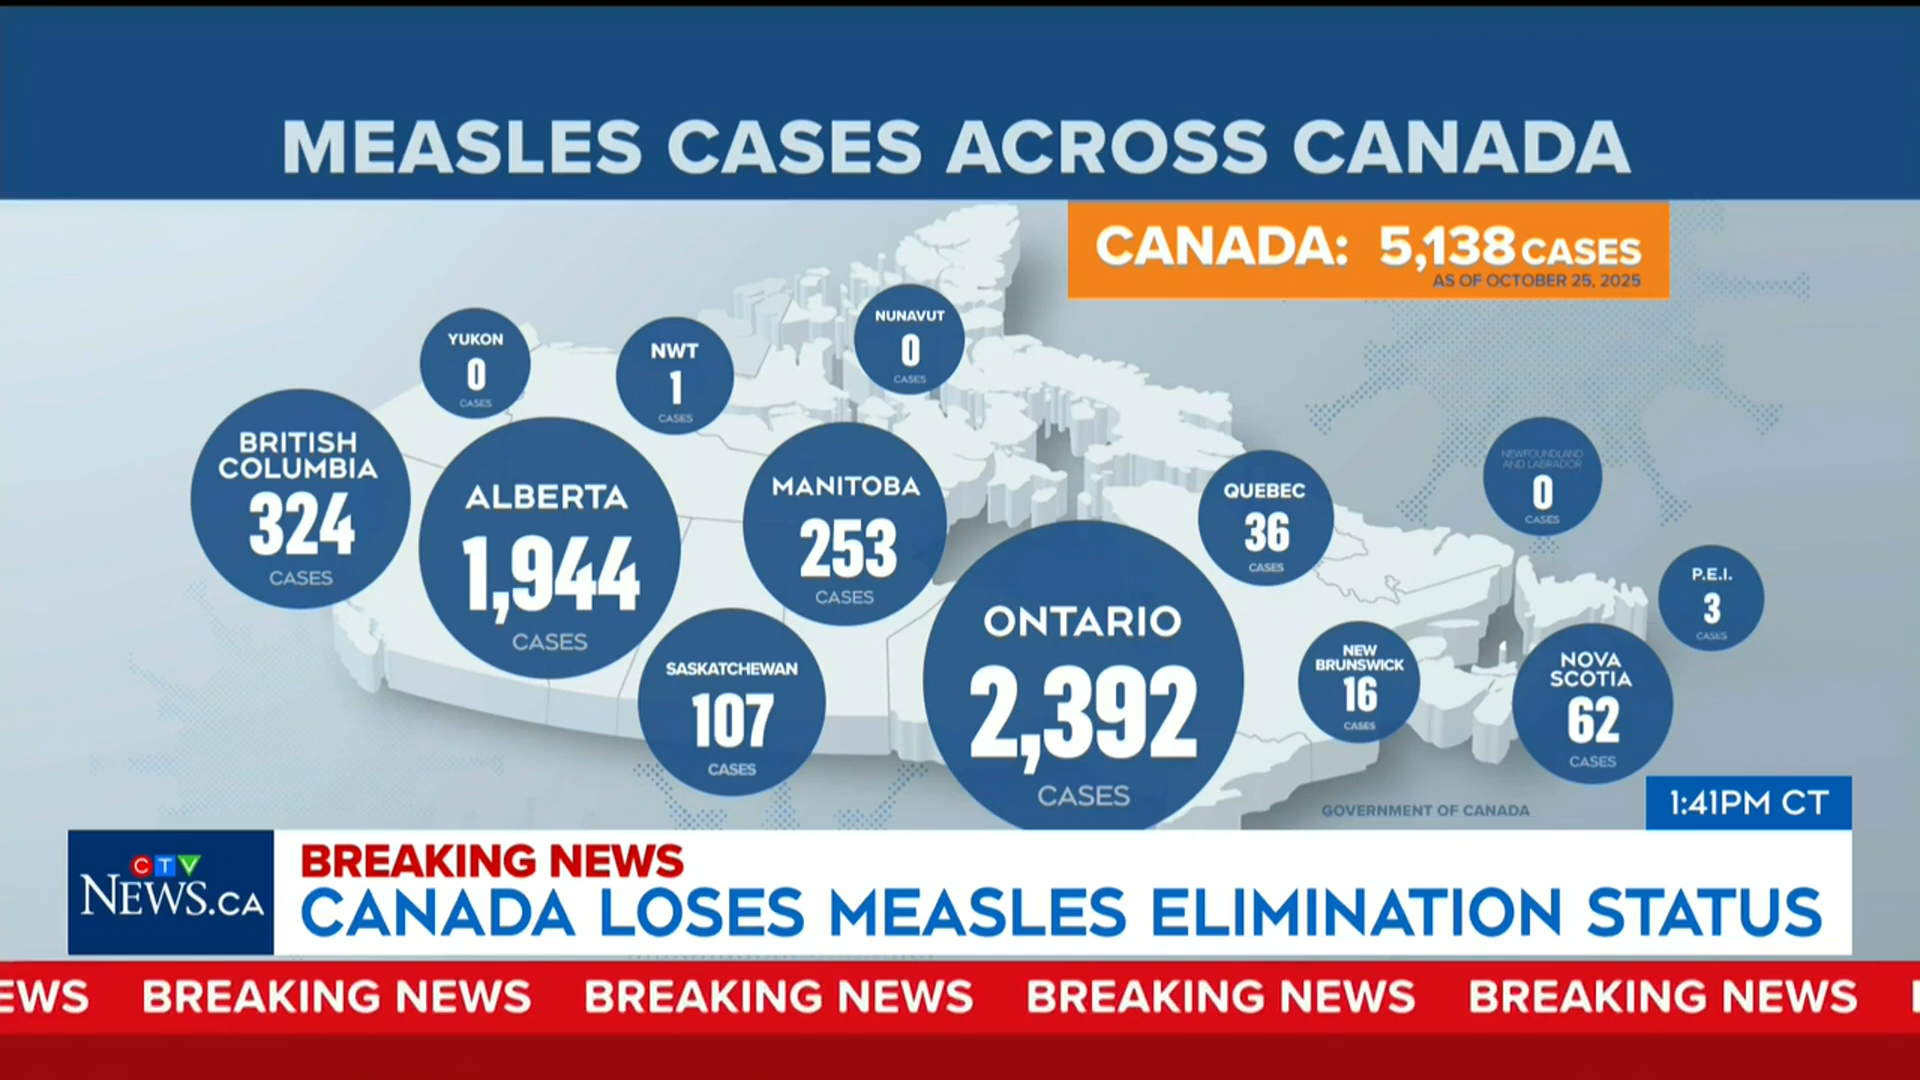 MEASLES CASES ACROSS CANADA
CANADA: 5,138 CASES
AS OF OCTOBER 25, 2025
YUKON
0
CASES
NWT
1
CASES
NUNAVUT
0
CASES
BRITISH
COLUMBIA
324
CASES
ALBERTA
1,944
CASES
MANITOBA
253
CASES
SASKATCHEWAN
107
CASES
ONTARIO
2,392
CASES
QUEBEC
36
CASES
NEWFOUNDLAND
AND LABRADOR
0
CASES
P.E.I.
3
CASES
NEW
BRUNSWICK
16
CASES
NOVA
SCOTIA
62
CASES
GOVERNMENT OF CANADA
1:41PM CT
CTV
NEWS.CA
BREAKING NEWS
CANADA LOSES MEASLES ELIMINATION STATUS
EWS BREAKING NEWS BREAKING NEWS BREAKING NEWS BREAKING NEWS